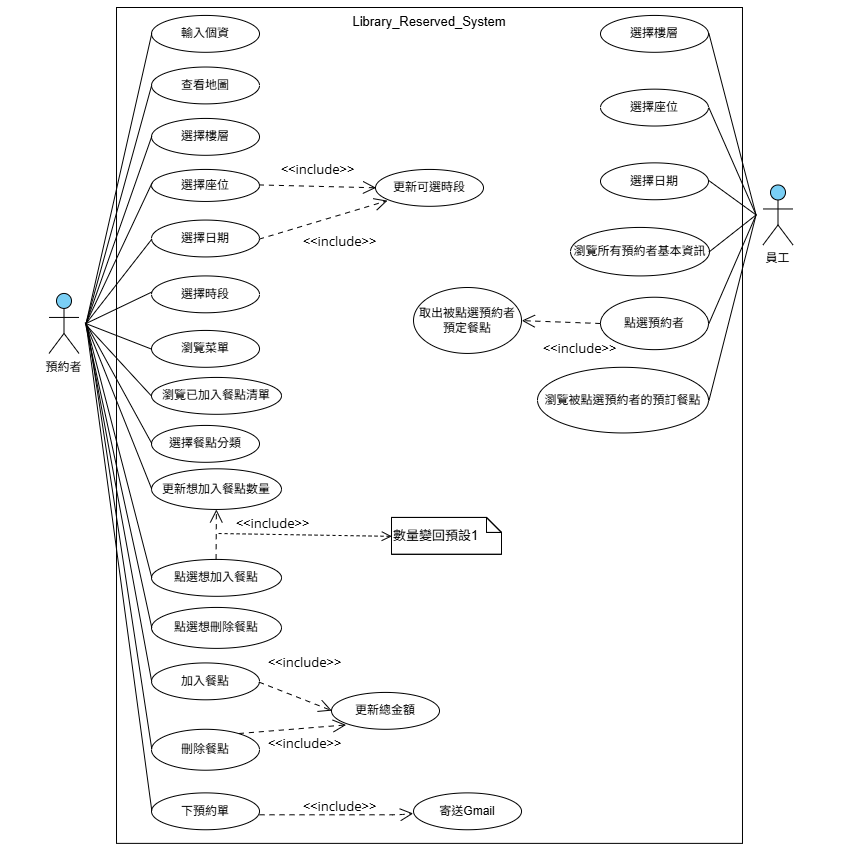 Library_Reserved_System
輸入個資
查看地圖
選擇樓層
選擇座位
<<include>>
更新可選時段
選擇日期
<<include>>
選擇時段
瀏覽菜單
瀏覽已加入餐點清單
選擇餐點分類
更新想加入餐點數量
<<include>>
數量變回預設1
點選想加入餐點
點選想刪除餐點
加入餐點
<<include>>
更新總金額
刪除餐點
<<include>>
下預約單
<<include>>
寄送Gmail
預約者
選擇樓層
選擇座位
選擇日期
瀏覽所有預約者基本資訊
點選預約者
<<include>>
取出被點選預約者
預定餐點
瀏覽被點選預約者的預訂餐點
員工